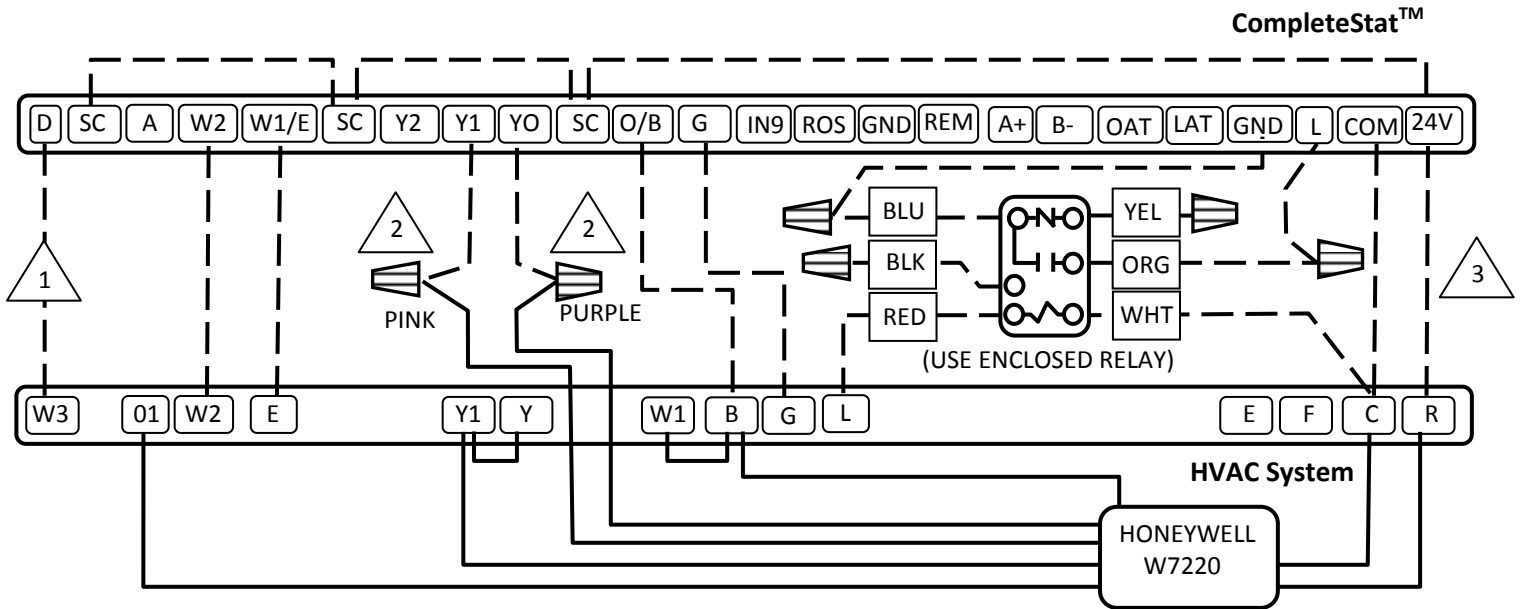 CompleteStat™
D SC A W2 W1/E SC Y2 Y1 YO SC O/B G IN9 ROS GND REM A+ B- OAT LAT GND L COM 24V
1
2
2
3
PINK
PURPLE
BLU
YEL
BLK
ORG
RED
WHT
(USE ENCLOSED RELAY)
W3 01 W2 E Y1 Y W1 B G L E F C R
HVAC System
HONEYWELL
W7220